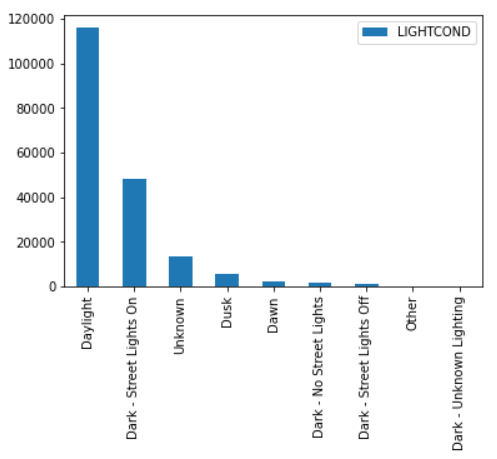 120000
100000
80000
60000
40000
20000
0
LIGHTCOND
Daylight
Dark - Street Lights On
Unknown
Dusk
Dawn
Dark - No Street Lights
Dark - Street Lights Off
Other
Dark - Unknown Lighting